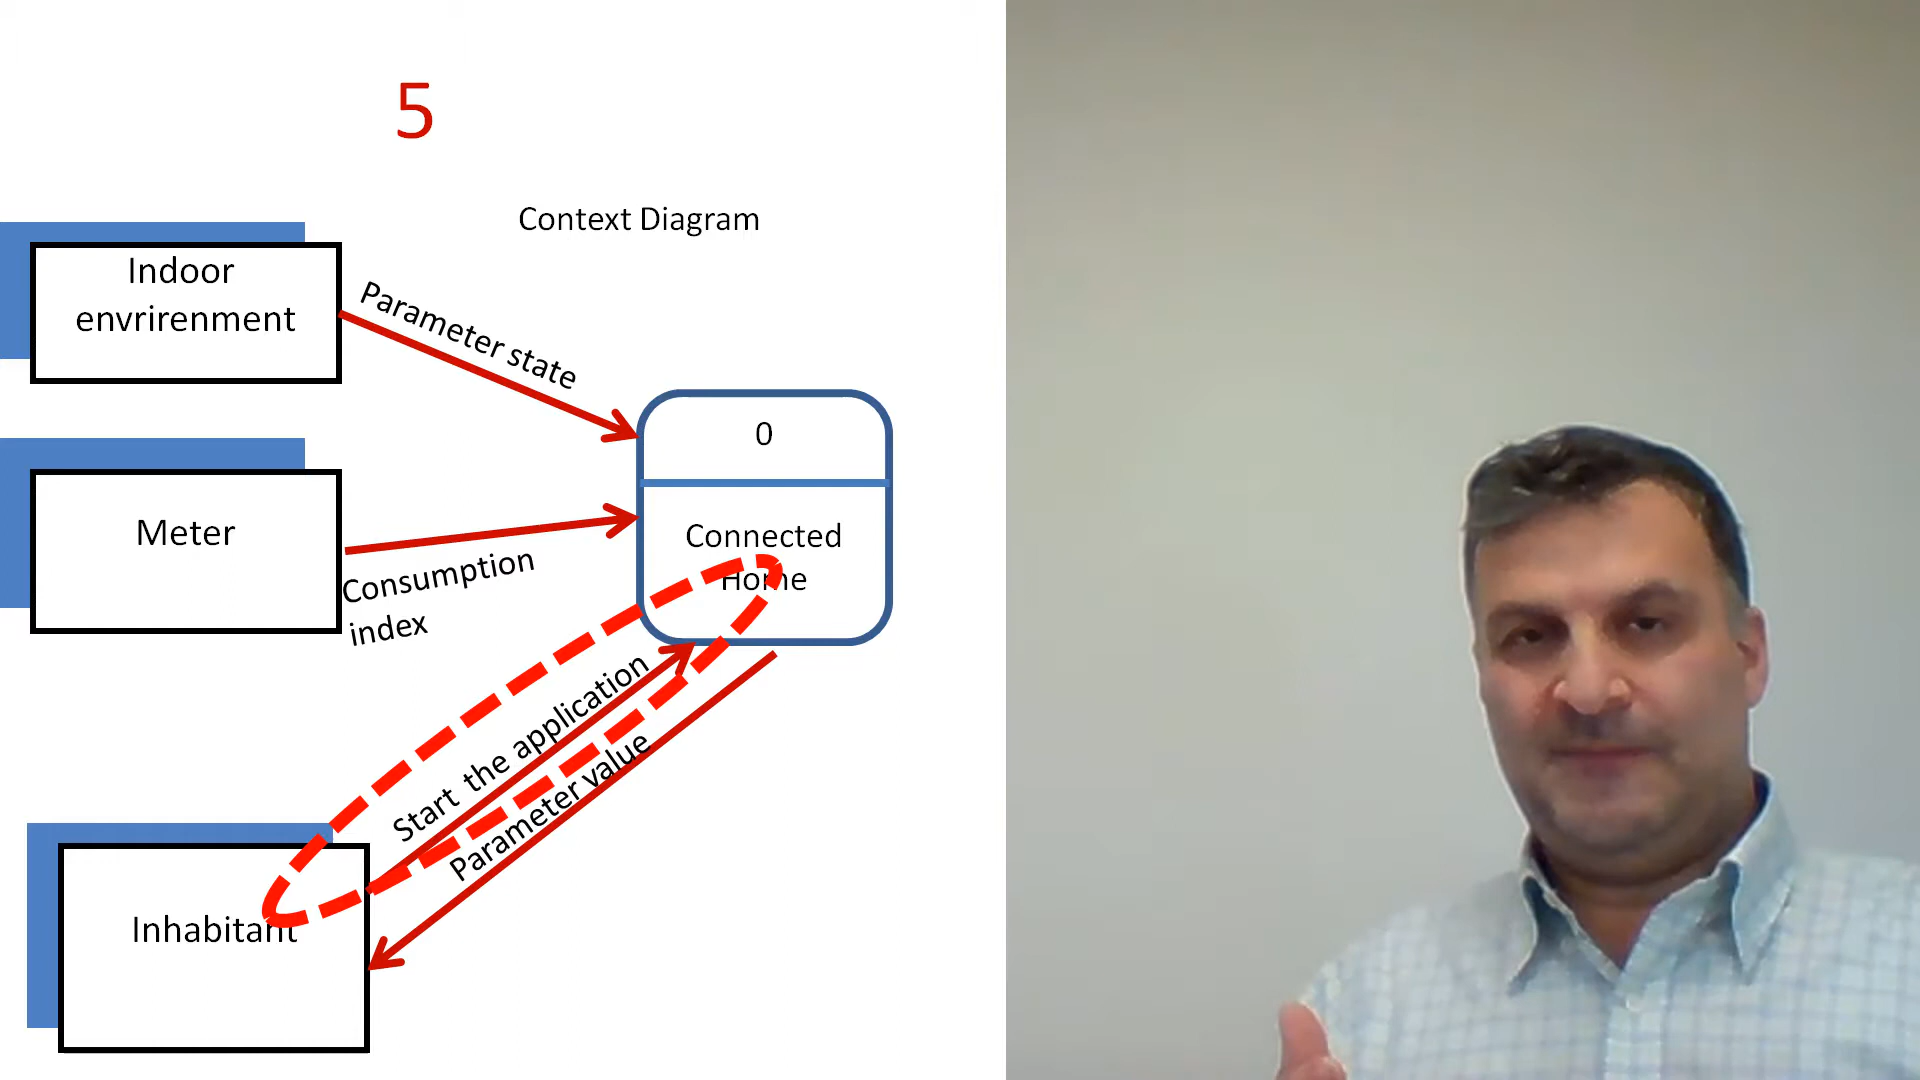 5
Context Diagram
Indoor
envrirenment
Parameter state
0
Connected
Home
Meter
Consumption
index
Start the application
Parameter value
Inhabitant